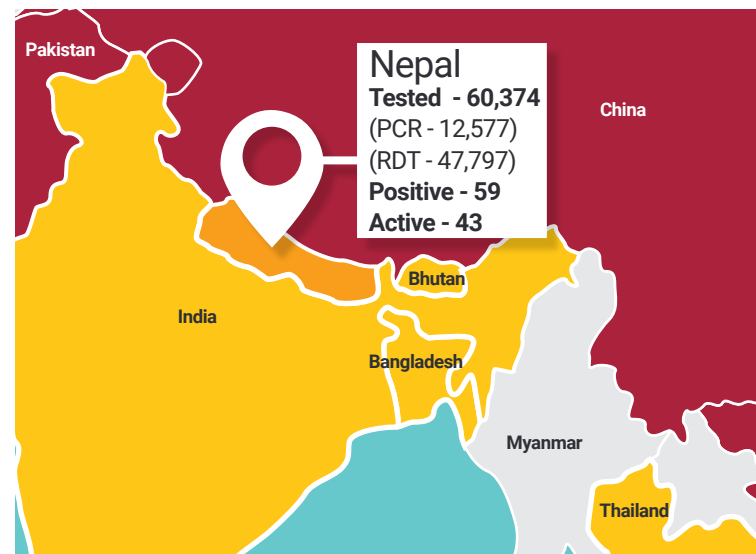 Pakistan
Nepal
Tested - 60,374
(PCR - 12,577)
(RDT - 47,797)
Positive - 59
Active - 43
China
Bhutan
India
Bangladesh
Myanmar
Thailand